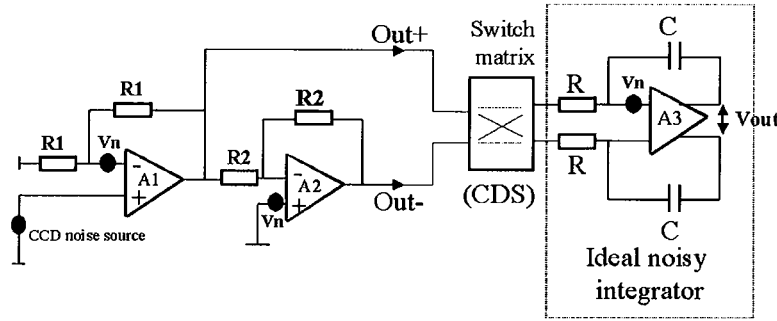 Out+
Switch
matrix
C
R1
R1
Vn
A1
R2
R2
A2
Vn
Out-
CCD noise source
(CDS)
R
Vn
A3
Vout
R
C
Ideal noisy
integrator